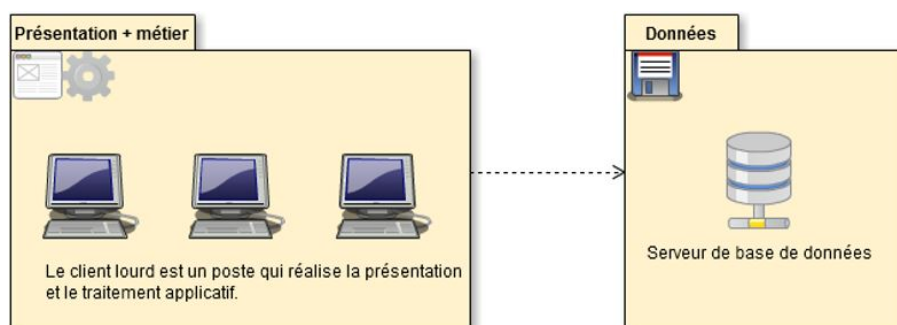 Présentation + métier
Le client lourd est un poste qui réalise la présentation
et le traitement applicatif.
Données
Serveur de base de données